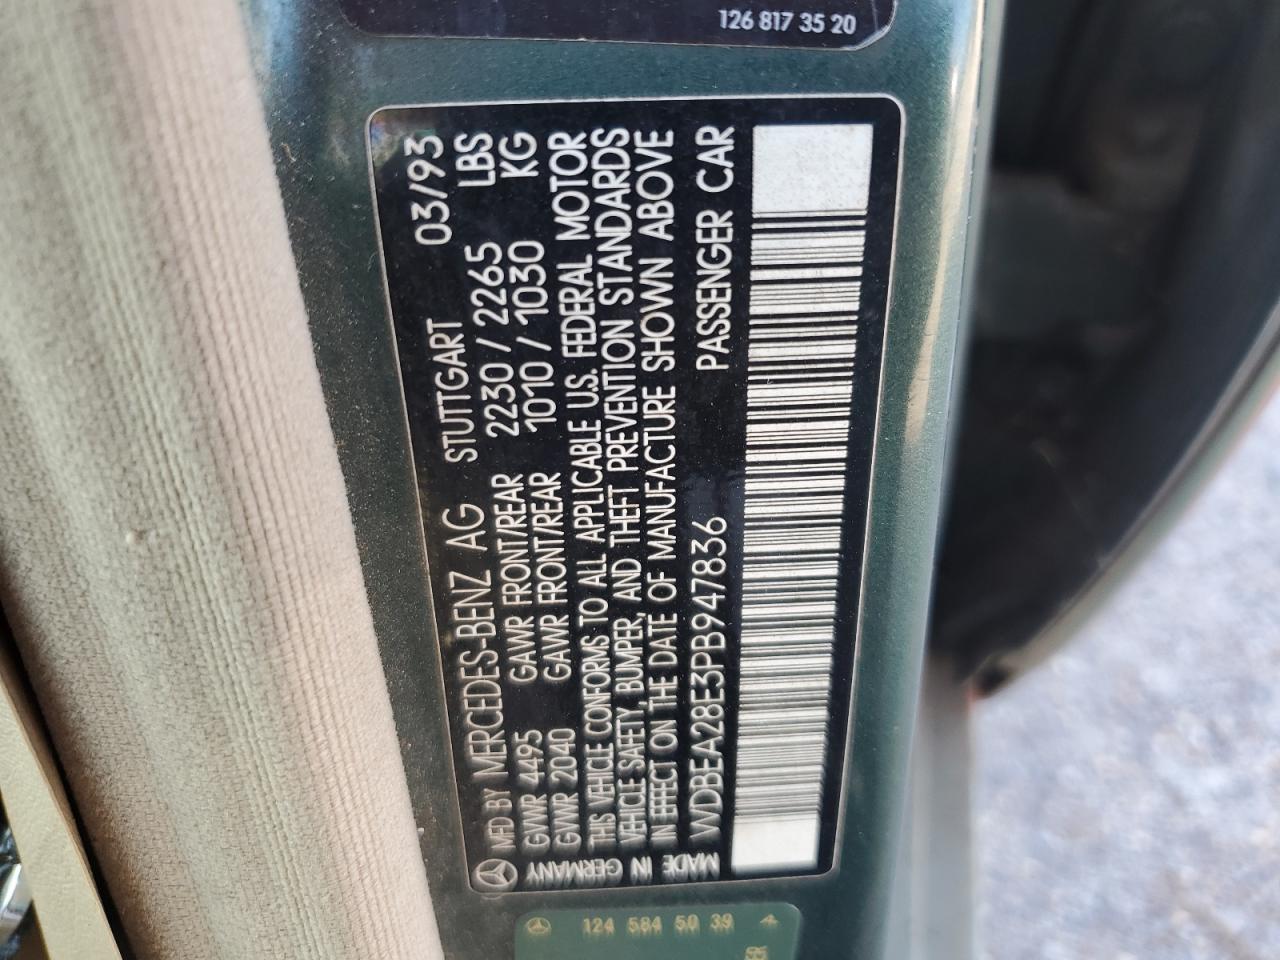 126 817 35 20
MFD BY MERCEDES-BENZ AG STUTTGART 03/93
GVWR 4495 GAWR FRONT/REAR 2230 / 2265 LBS
GVWR 2040 GAWR FRONT/REAR 1010 / 1030 KG
THIS VEHICLE CONFORMS TO ALL APPLICABLE U.S. FEDERAL MOTOR
VEHICLE SAFETY, BUMPER, AND THEFT PREVENTION STANDARDS
IN EFFECT ON THE DATE OF MANUFACTURE SHOWN ABOVE
WDBEA28E3PB947836 PASSENGER CAR
MADE IN GERMANY
124 584 50 39 4